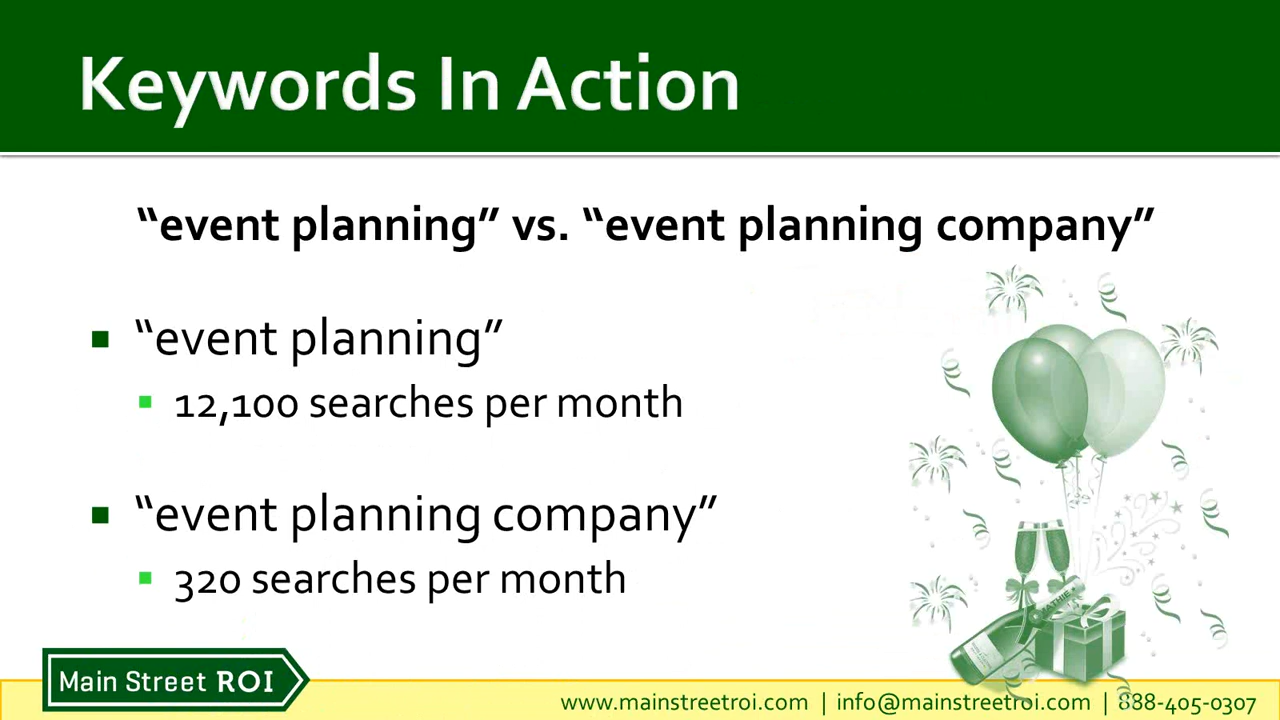 Keywords In Action
“event planning” vs. “event planning company”
“event planning”
12,100 searches per month
“event planning company”
320 searches per month
Main Street ROI
www.mainstreetroi.com | info@mainstreetroi.com | 888-405-0307